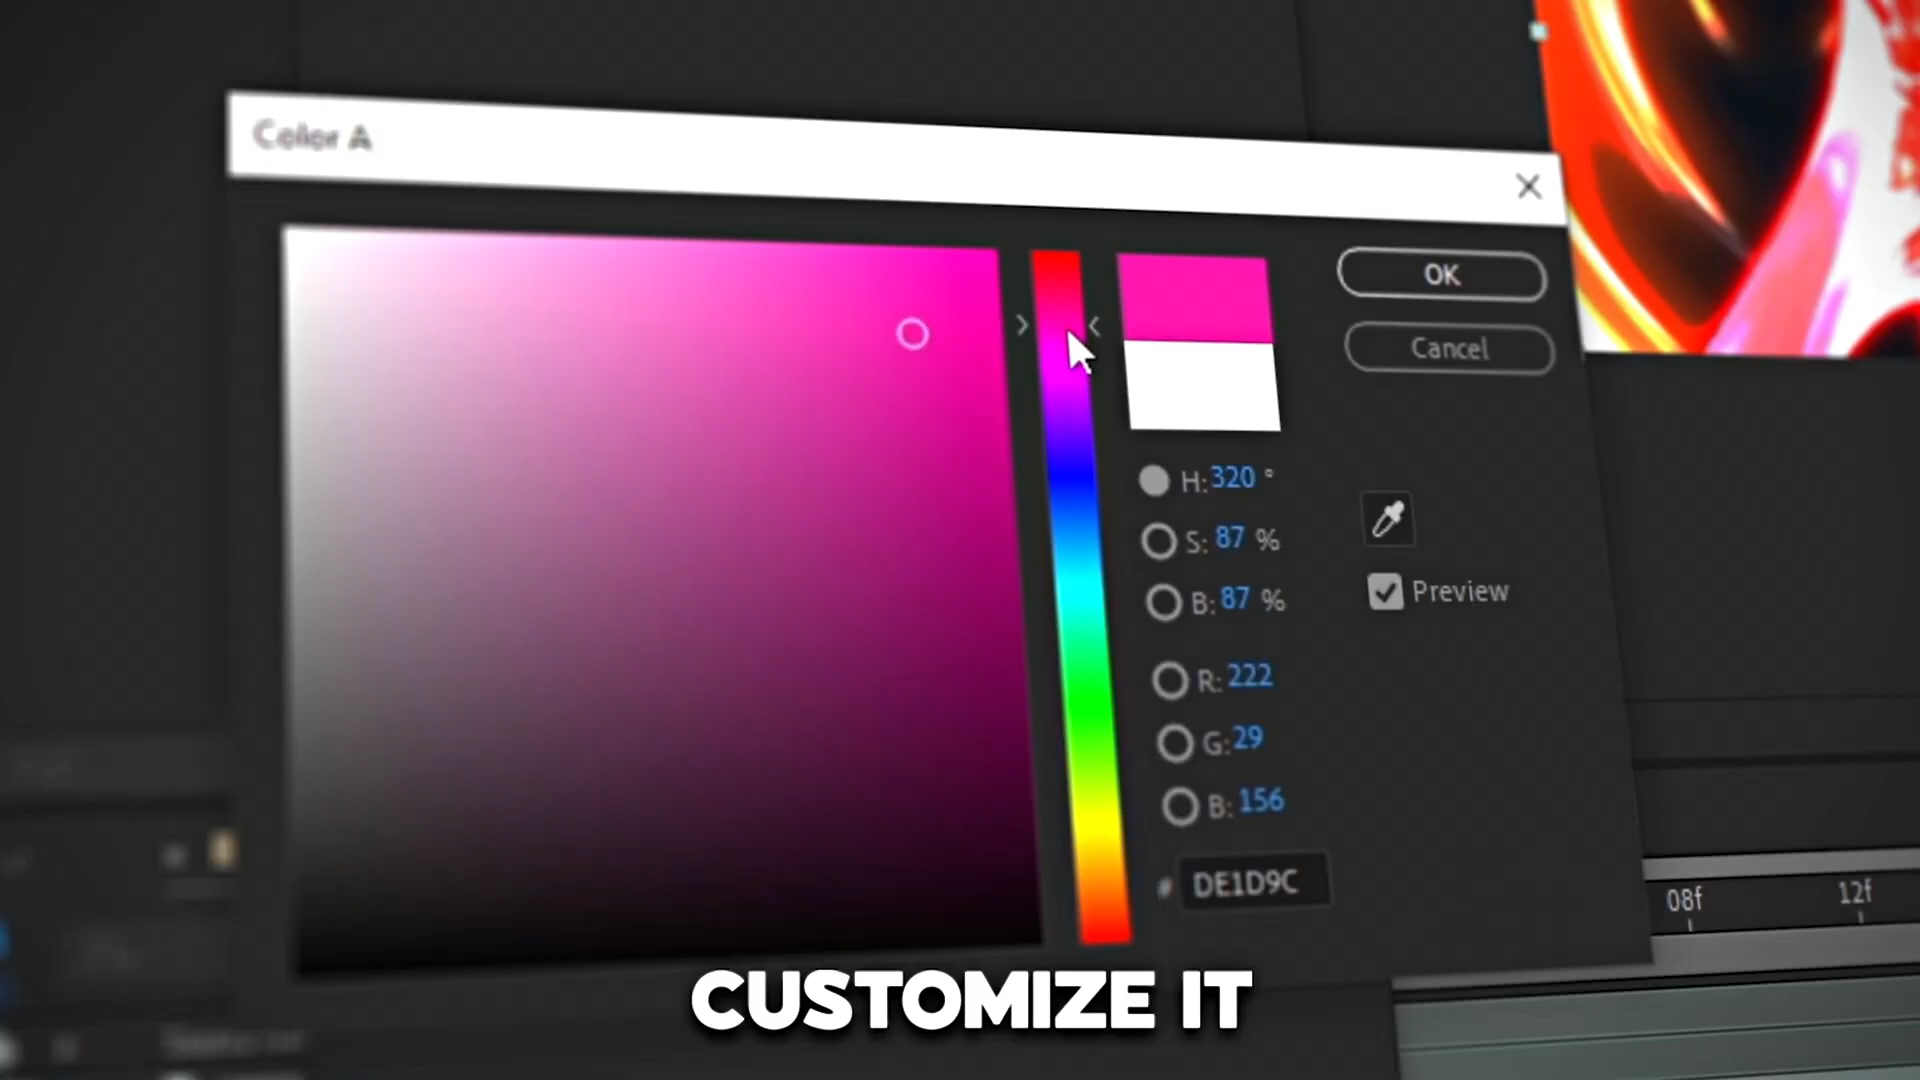 Color A
OK
Cancel
H: 320 °
S: 87 %
B: 87 %
Preview
R: 222
G: 29
B: 156
# DE1D9C
08f 12f
CUSTOMIZE IT